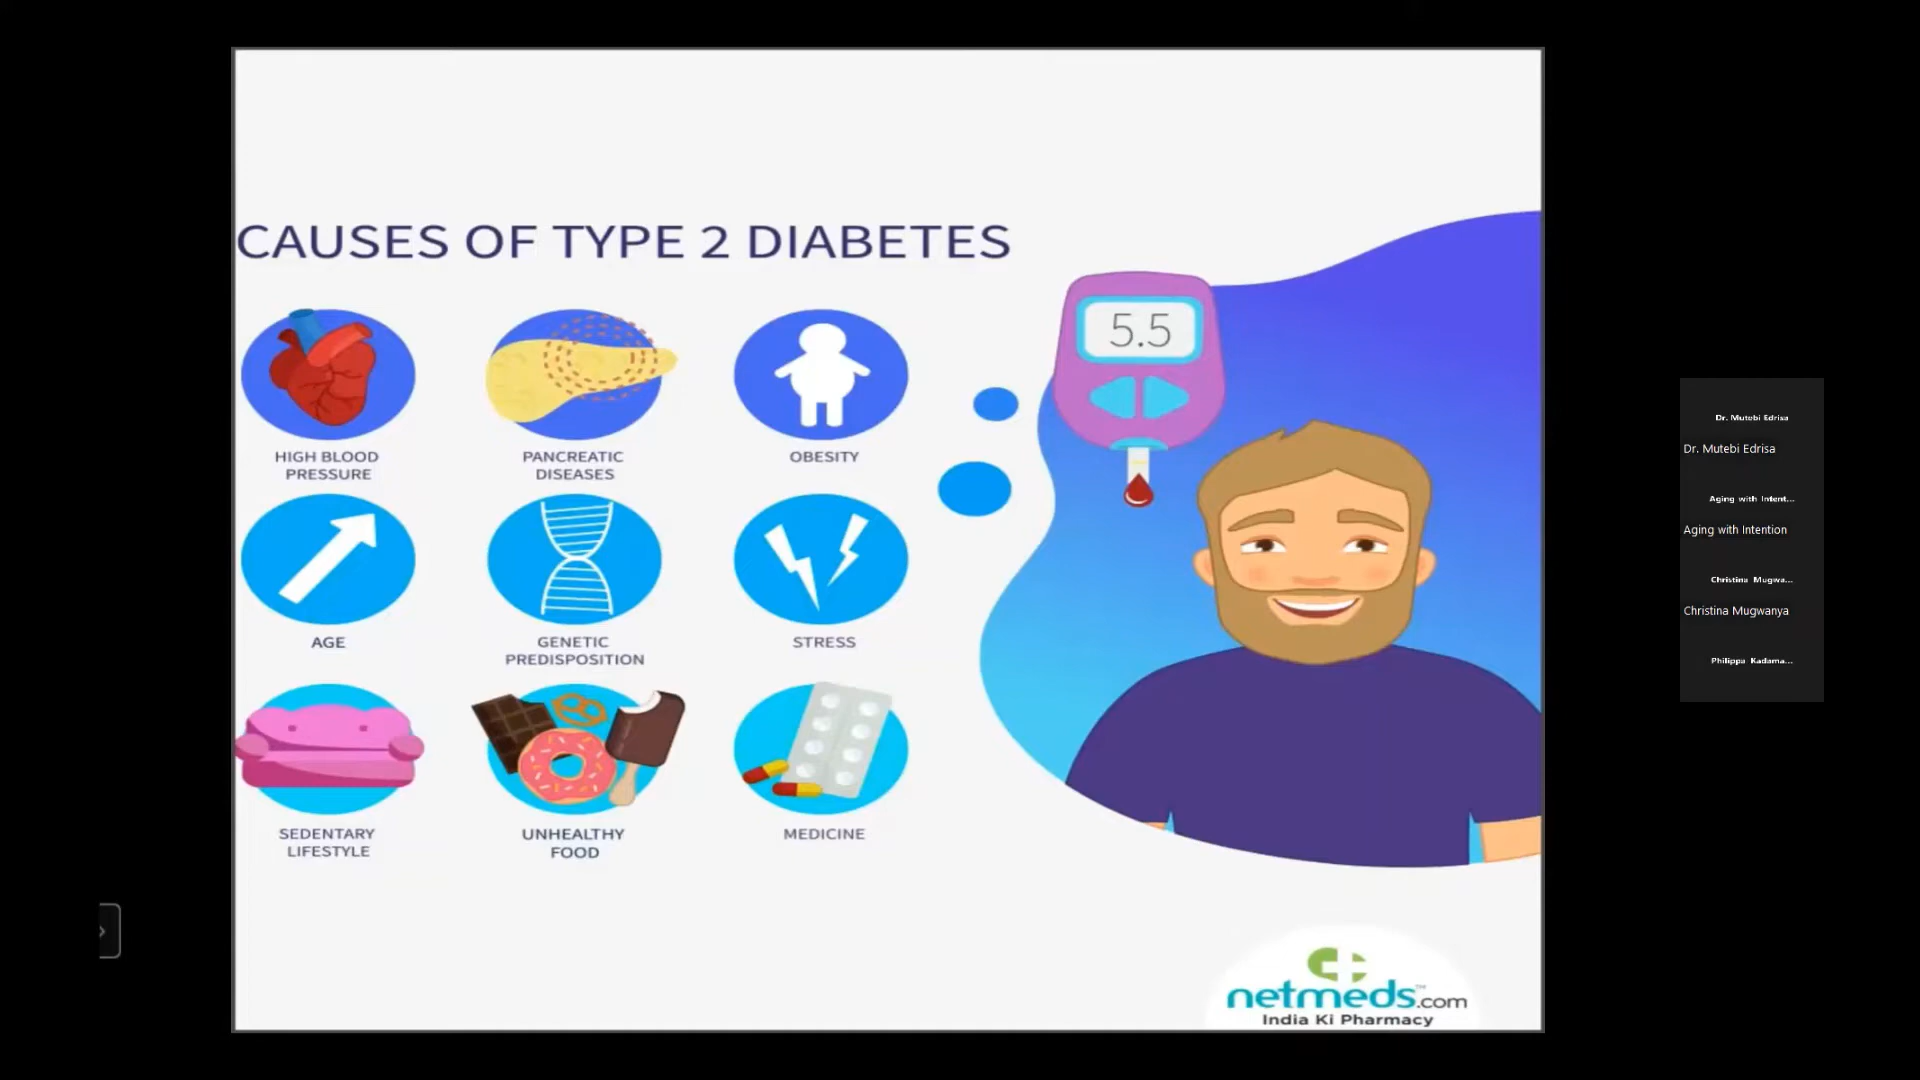 CAUSES OF TYPE 2 DIABETES
5.5
HIGH BLOOD
PRESSURE
PANCREATIC
DISEASES
OBESITY
AGE
GENETIC
PREDISPOSITION
STRESS
SEDENTARY
LIFESTYLE
UNHEALTHY
FOOD
MEDICINE
netmeds.com™
India Ki Pharmacy
Dr. Mutebi Edrisa
Dr. Mutebi Edrisa
Aging with Intent...
Aging with Intention
Christina Mugwa...
Christina Mugwanya
Philippa Kadama...